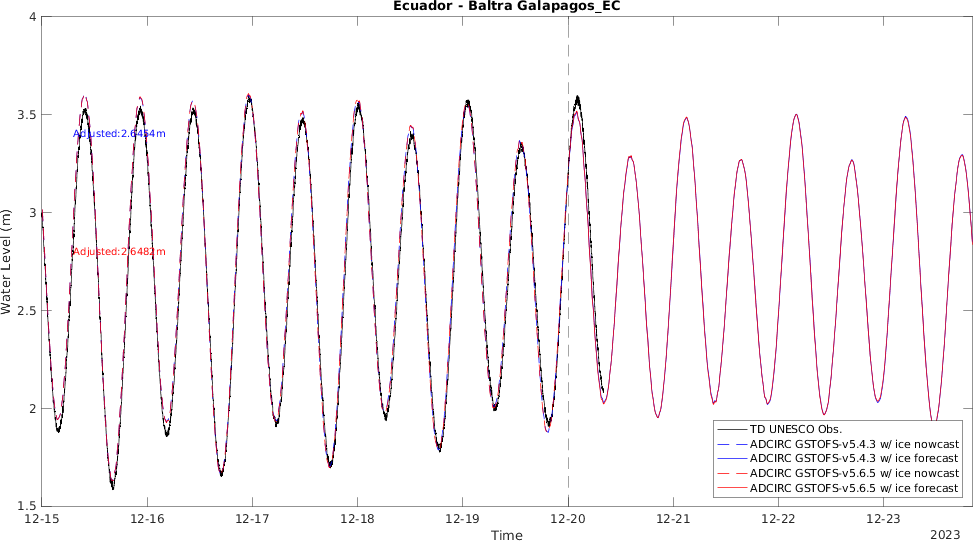 Ecuador - Baltra Galapagos_EC
4
3.5
3
2.5
2
1.5
Water Level (m)
Adjusted:2.6454m
Adjusted:2.6482m
12-15
12-16
12-17
12-18
12-19
12-20
12-21
12-22
12-23
Time
2023
TD UNESCO Obs.
ADCIRC GSTOFS-v5.4.3 w/ ice nowcast
ADCIRC GSTOFS-v5.4.3 w/ ice forecast
ADCIRC GSTOFS-v5.6.5 w/ ice nowcast
ADCIRC GSTOFS-v5.6.5 w/ ice forecast